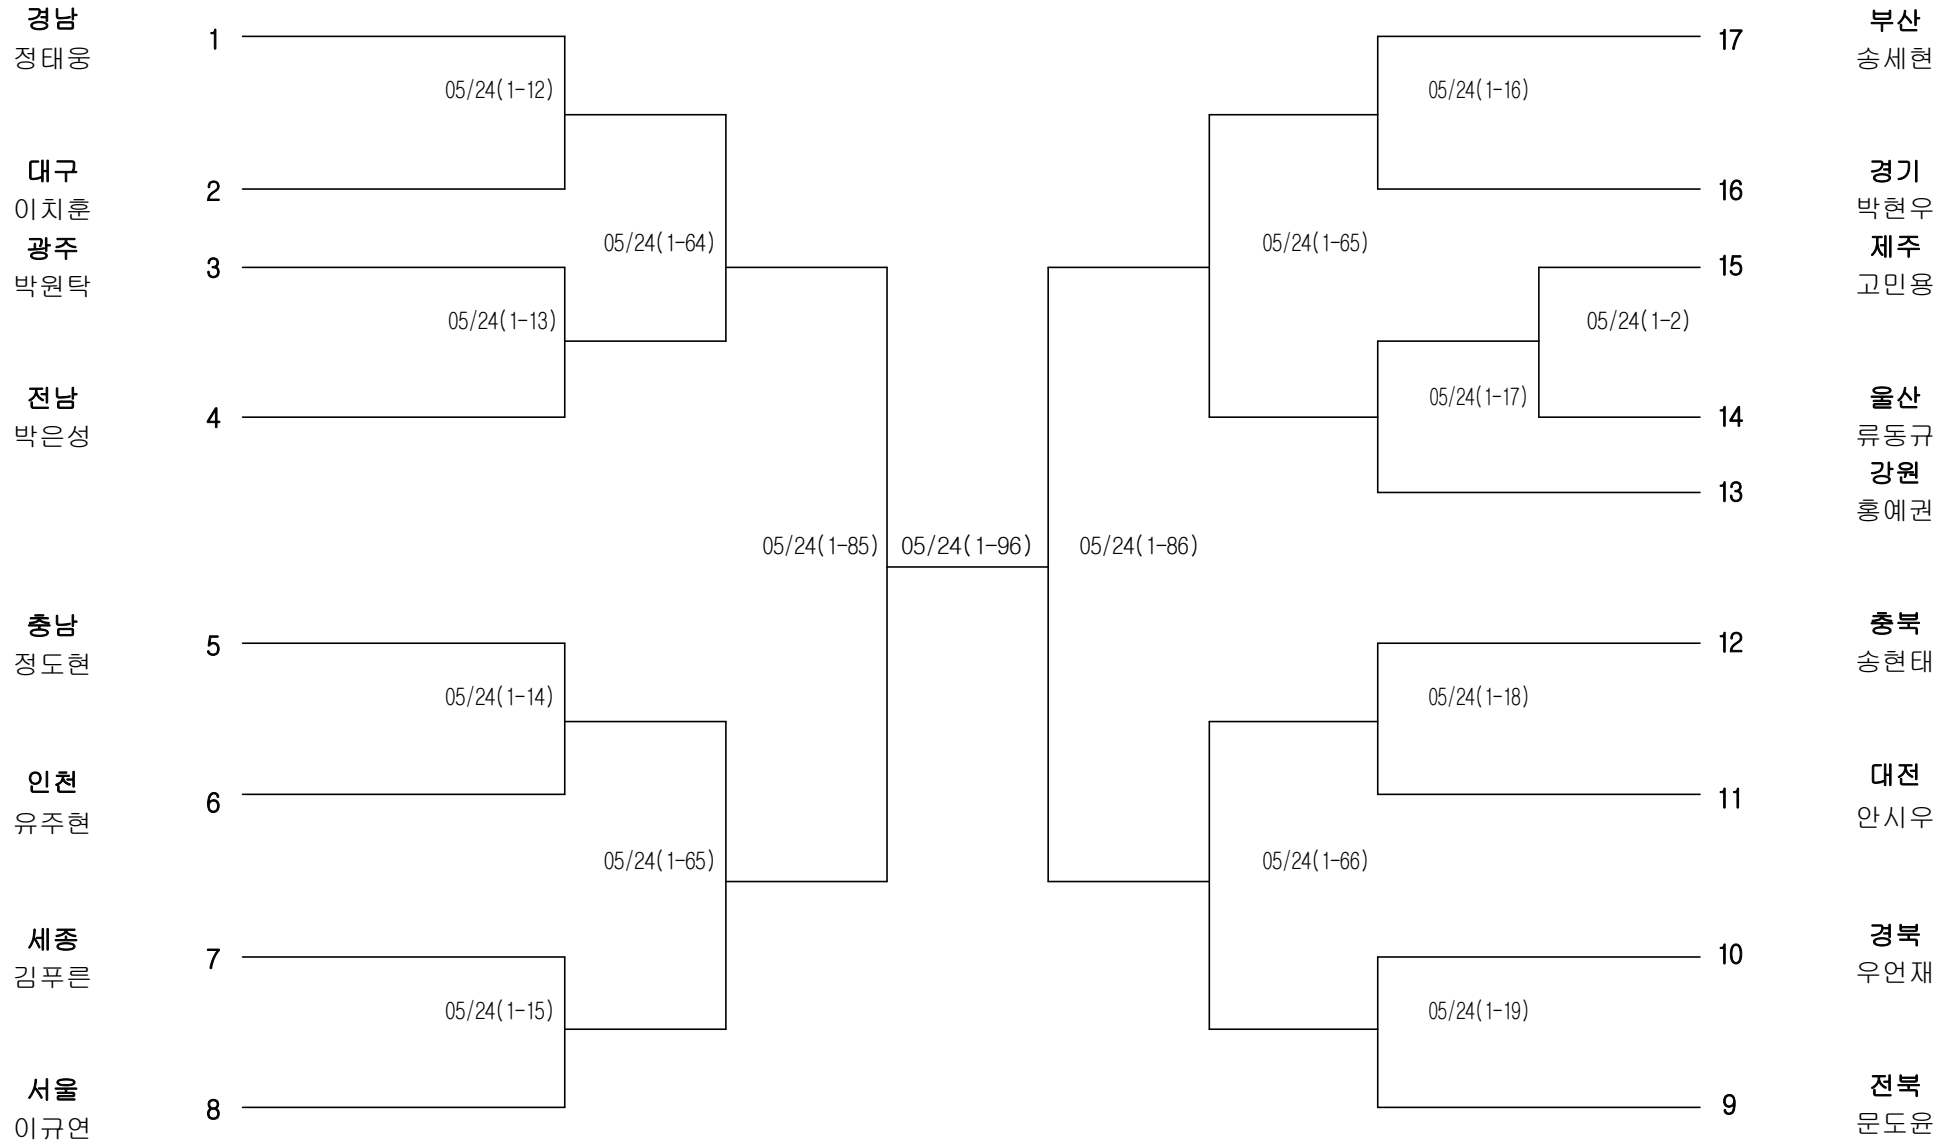 경남
정태웅
1
05/24(1-12)
대구
이치훈
2
05/24(1-64)
광주
박원탁
3
05/24(1-13)
전남
박은성
4
05/24(1-85)
충남
정도현
5
05/24(1-14)
인천
유주현
6
05/24(1-65)
세종
김푸른
7
05/24(1-15)
서울
이규연
8
05/24(1-96)
부산
송세현
17
05/24(1-16)
경기
박현우
16
05/24(1-65)
제주
고민용
15
05/24(1-2)
05/24(1-17)
울산
류동규
14
강원
홍예권
13
05/24(1-86)
충북
송현태
12
05/24(1-18)
대전
안시우
11
05/24(1-66)
경북
우언재
10
05/24(1-19)
전북
문도윤
9